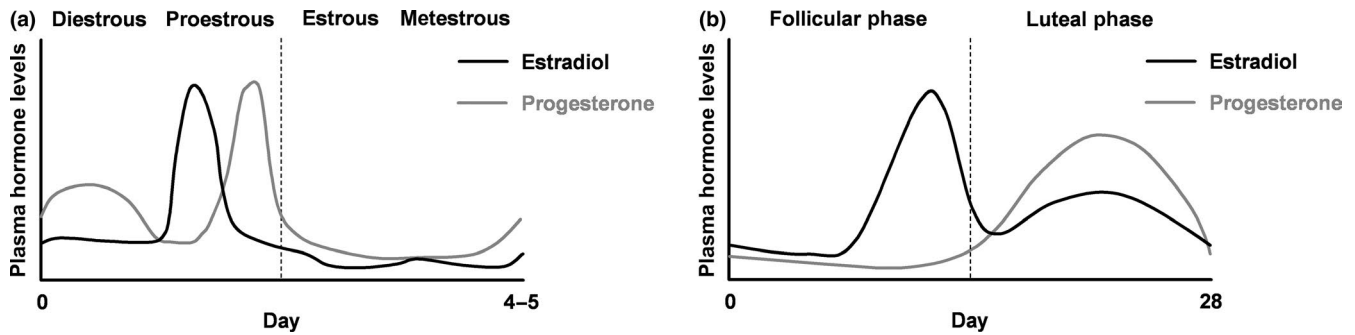 (a) Diestrous Proestrous Estrous Metestrous
Estradiol
Progesterone
Plasma hormone levels
0 4–5
Day
(b) Follicular phase Luteal phase
Estradiol
Progesterone
Plasma hormone levels
0 28
Day